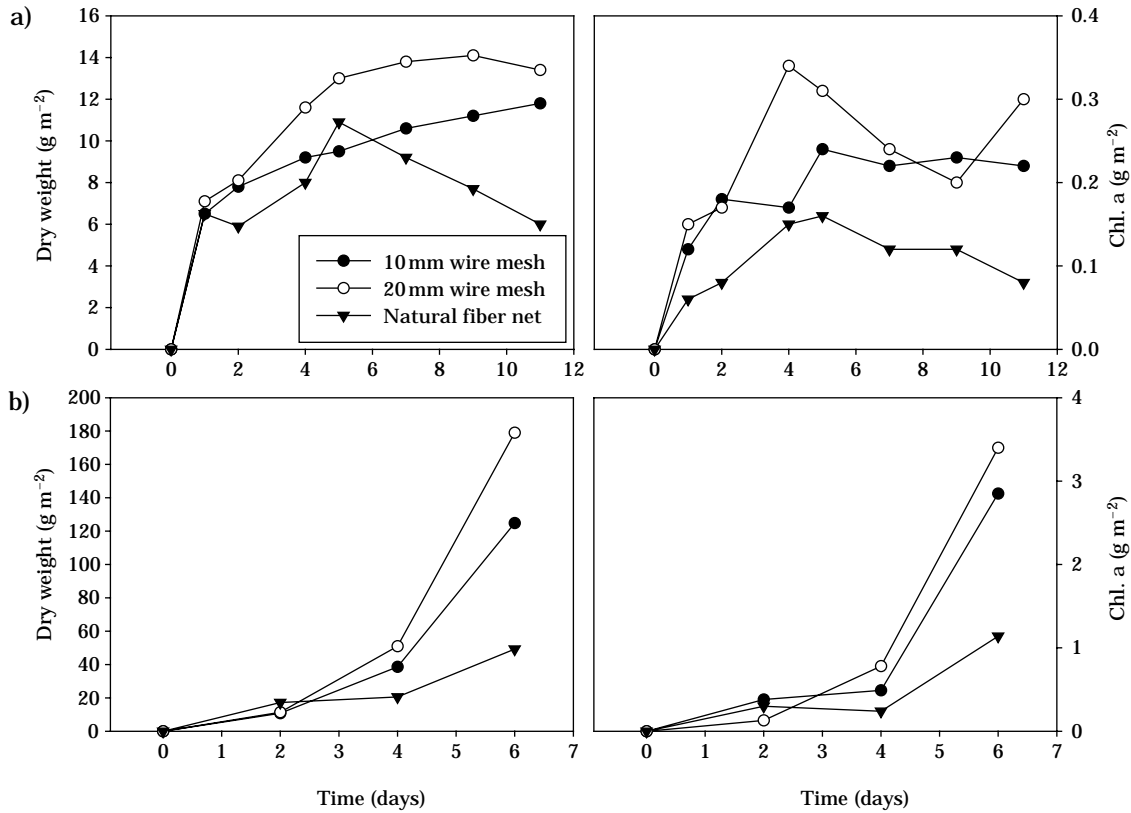 a)
16
14
12
10
8
6
4
2
0
Dry weight (g m⁻²)
10 mm wire mesh
20 mm wire mesh
Natural fiber net
0 2 4 6 8 10 12
0.4
0.3
0.2
0.1
0.0
Chl. a (g m⁻²)
0 2 4 6 8 10 12
b)
200
180
160
140
120
100
80
60
40
20
0
Dry weight (g m⁻²)
0 1 2 3 4 5 6 7
Time (days)
4
3
2
1
0
Chl. a (g m⁻²)
0 1 2 3 4 5 6 7
Time (days)